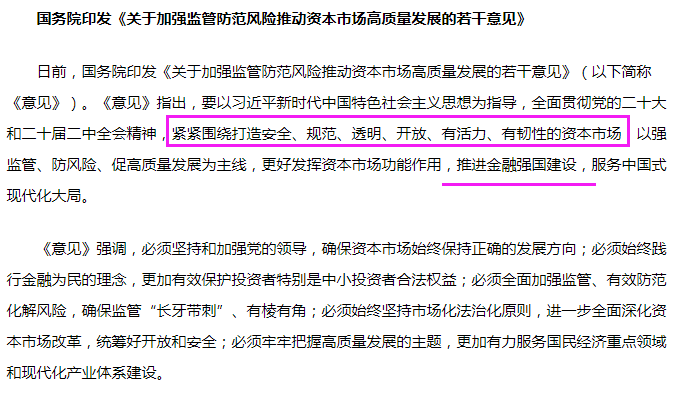 国务院印发《关于加强监管防范风险推动资本市场高质量发展的若干意见》
日前，国务院印发《关于加强监管防范风险推动资本市场高质量发展的若干意见》（以下简称
《意见》）。《意见》指出，要以习近平新时代中国特色社会主义思想为指导，全面贯彻党的二十大
和二十届二中全会精神，紧紧围绕打造安全、规范、透明、开放、有活力、有韧性的资本市场 以强
监管、防风险、促高质量发展为主线，更好发挥资本市场功能作用，推进金融强国建设，服务中国式
现代化大局。
《意见》强调，必须坚持和加强党的领导，确保资本市场始终保持正确的发展方向；必须始终践
行金融为民的理念，更加有效保护投资者特别是中小投资者合法权益；必须全面加强监管、有效防范
化解风险，确保监管“长牙带刺”、有棱有角；必须始终坚持市场化法治化原则，进一步全面深化资
本市场改革，统筹好开放和安全；必须牢牢把握高质量发展的主题，更加有力服务国民经济重点领域
和现代化产业体系建设。